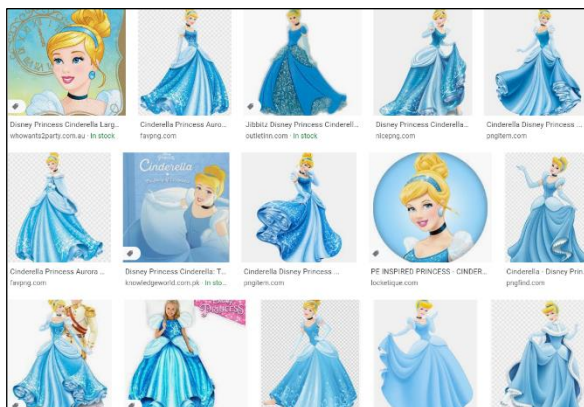 Disney Princess Cinderella Larg...
whowants2party.com.au · In stock
Cinderella Princess Auro...
favpng.com
Jibbitz Disney Princess Cinderell...
outletinn.com · In stock
Disney Princess Cinderella...
nicepng.com
Cinderella Disney Princess ...
pngitem.com
Cinderella
Cinderella Princess Aurora ...
favpng.com
Disney Princess Cinderella: T...
knowledgeworld.com.pk · In sto...
Cinderella Disney Princess ...
pngitem.com
PE INSPIRED PRINCESS - CINDER...
locketique.com
Cinderella - Disney Prin
pngfind.com
Princess